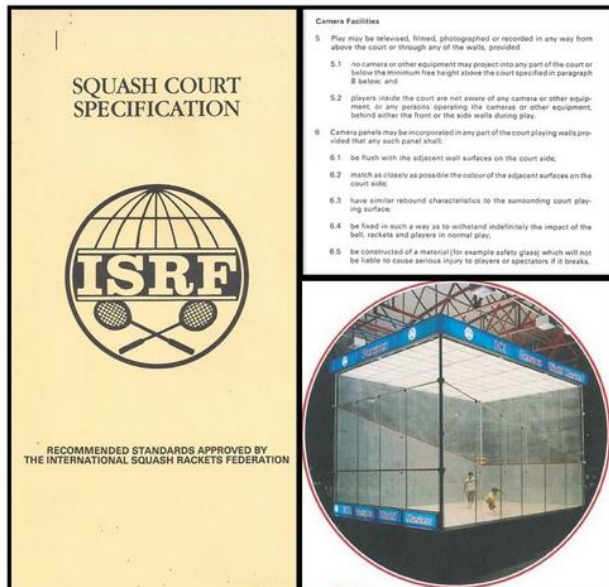 SQUASH COURT
SPECIFICATION
ISRF
RECOMMENDED STANDARDS APPROVED BY
THE INTERNATIONAL SQUASH RACKETS FEDERATION
Camera Facilities
5 Play may be televised, filmed, photographed or recorded in any way from
above the court or through any of the walls, provided
5.1 no camera or other equipment may project into any part of the court or
below the minimum free height above the court specified in paragraph
8 below; and
5.2 players inside the court are not aware of any camera or other equip-
ment, or any persons operating the cameras or other equipment,
behind either the front or the side walls during play.
6 Camera panels may be incorporated in any part of the court playing walls pro-
vided that any such panel shall:
6.1 be flush with the adjacent wall surfaces on the court side;
6.2 match as closely as possible the colour of the adjacent surfaces on the
court side;
6.3 have similar rebound characteristics to the surrounding court play-
ing surface;
6.4 be fixed in such a way as to withstand indefinitely the impact of the
ball, rackets and players in normal play;
6.5 be constructed of a material (for example safety glass) which will not
be liable to cause serious injury to players or spectators if it breaks.
Perspex
ICI Perspex World Masters
ICI Perspex World Masters